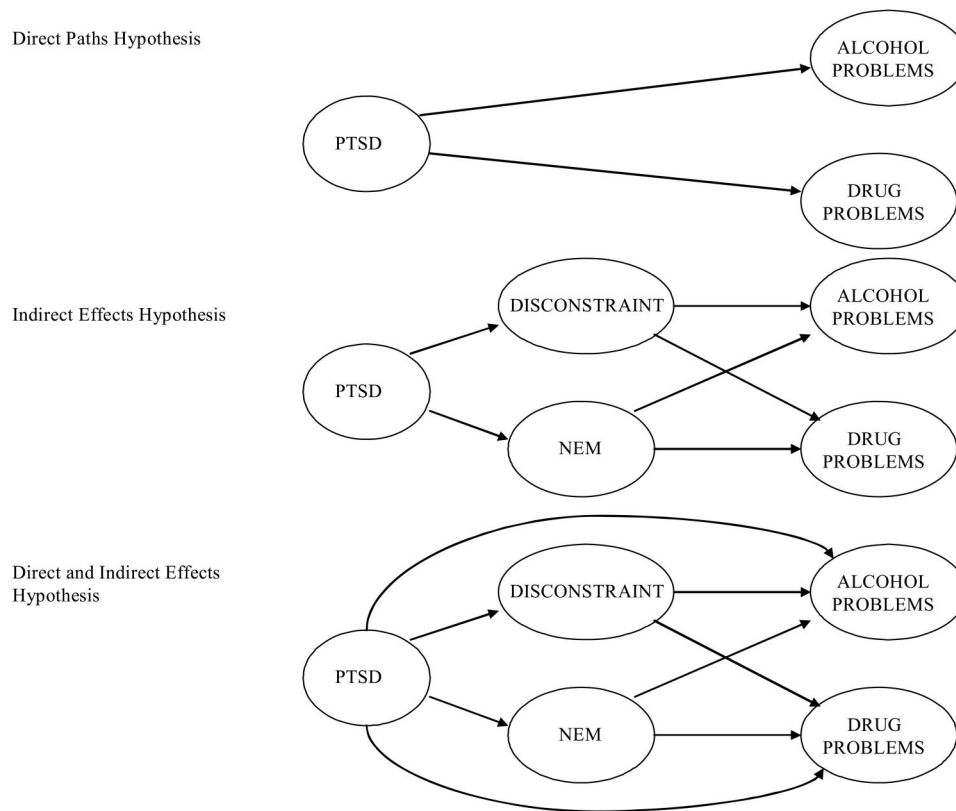 Direct Paths Hypothesis
ALCOHOL
PROBLEMS
PTSD
DRUG
PROBLEMS
Indirect Effects Hypothesis
DISCONSTRAINT
ALCOHOL
PROBLEMS
PTSD
NEM
DRUG
PROBLEMS
Direct and Indirect Effects
Hypothesis
DISCONSTRAINT
ALCOHOL
PROBLEMS
PTSD
NEM
DRUG
PROBLEMS